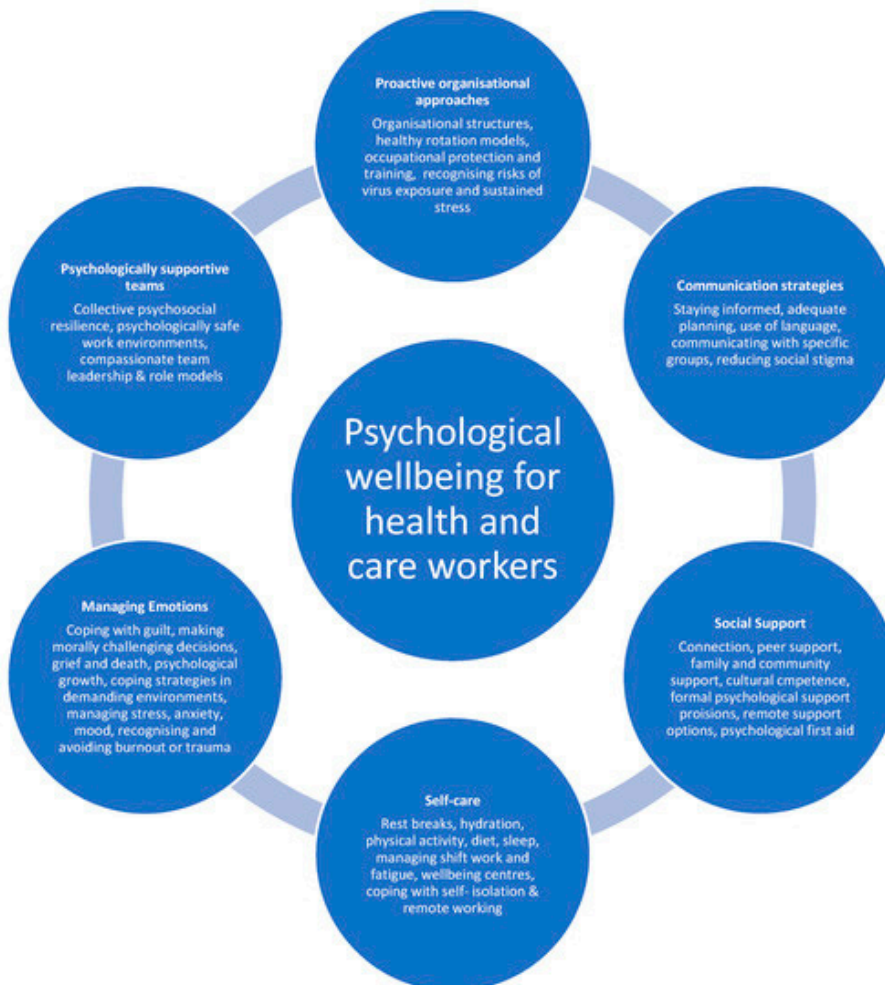 Proactive organisational
approaches
Organisational structures,
healthy rotation models,
occupational protection and
training, recognising risks of
virus exposure and sustained
stress
Communication strategies
Staying informed, adequate
planning, use of language,
communicating with specific
groups, reducing social stigma
Social Support
Connection, peer support,
family and community
support, cultural cmpetence,
formal psychological support
proisions, remote support
options, psychological first aid
Self-care
Rest breaks, hydration,
physical activity, diet, sleep,
managing shift work and
fatigue, wellbeing centres,
coping with self- isolation &
remote working
Managing Emotions
Coping with guilt, making
morally challenging decisions,
grief and death, psychological
growth, coping strategies in
demanding environments,
managing stress, anxiety,
mood, recognising and
avoiding burnout or trauma
Psychologically supportive
teams
Collective psychosocial
resilience, psychologically safe
work environments,
compassionate team
leadership & role models
Psychological
wellbeing for
health and
care workers